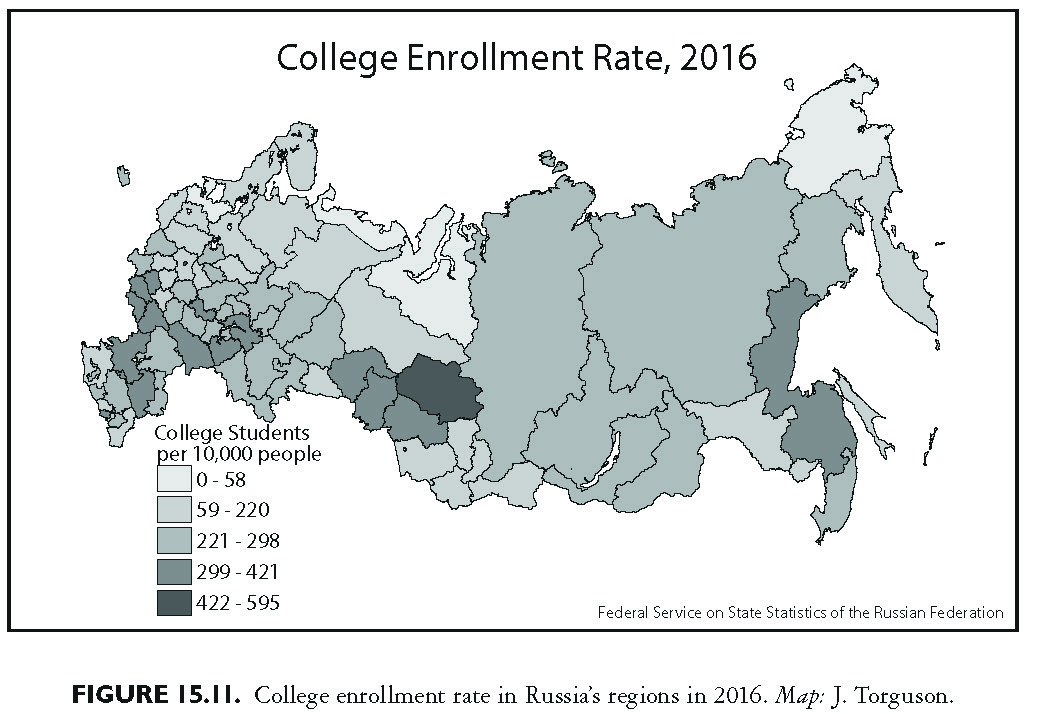 College Enrollment Rate, 2016
College Students
per 10,000 people
0 - 58
59 - 220
221 - 298
299 - 421
422 - 595
Federal Service on State Statistics of the Russian Federation
FIGURE 15.11. College enrollment rate in Russia's regions in 2016. Map: J. Torguson.